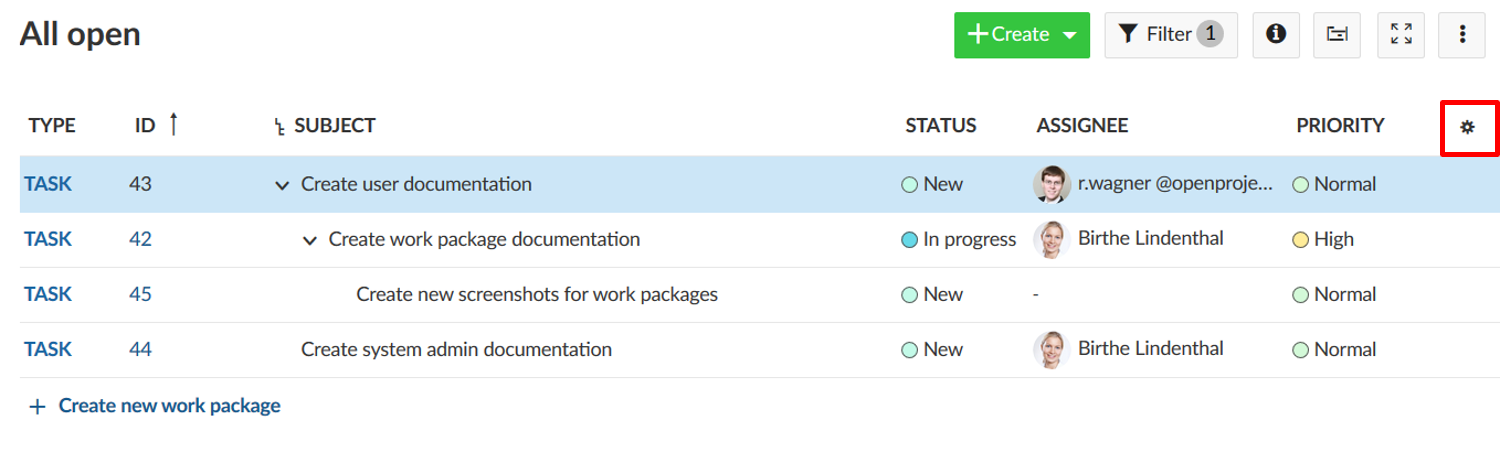 All open
Create
Filter 1
TYPE ID SUBJECT STATUS ASSIGNEE PRIORITY
TASK 43 Create user documentation New r.wagner @openproje... Normal
TASK 42 Create work package documentation In progress Birthe Lindenthal High
TASK 45 Create new screenshots for work packages New - Normal
TASK 44 Create system admin documentation New Birthe Lindenthal Normal
+ Create new work package